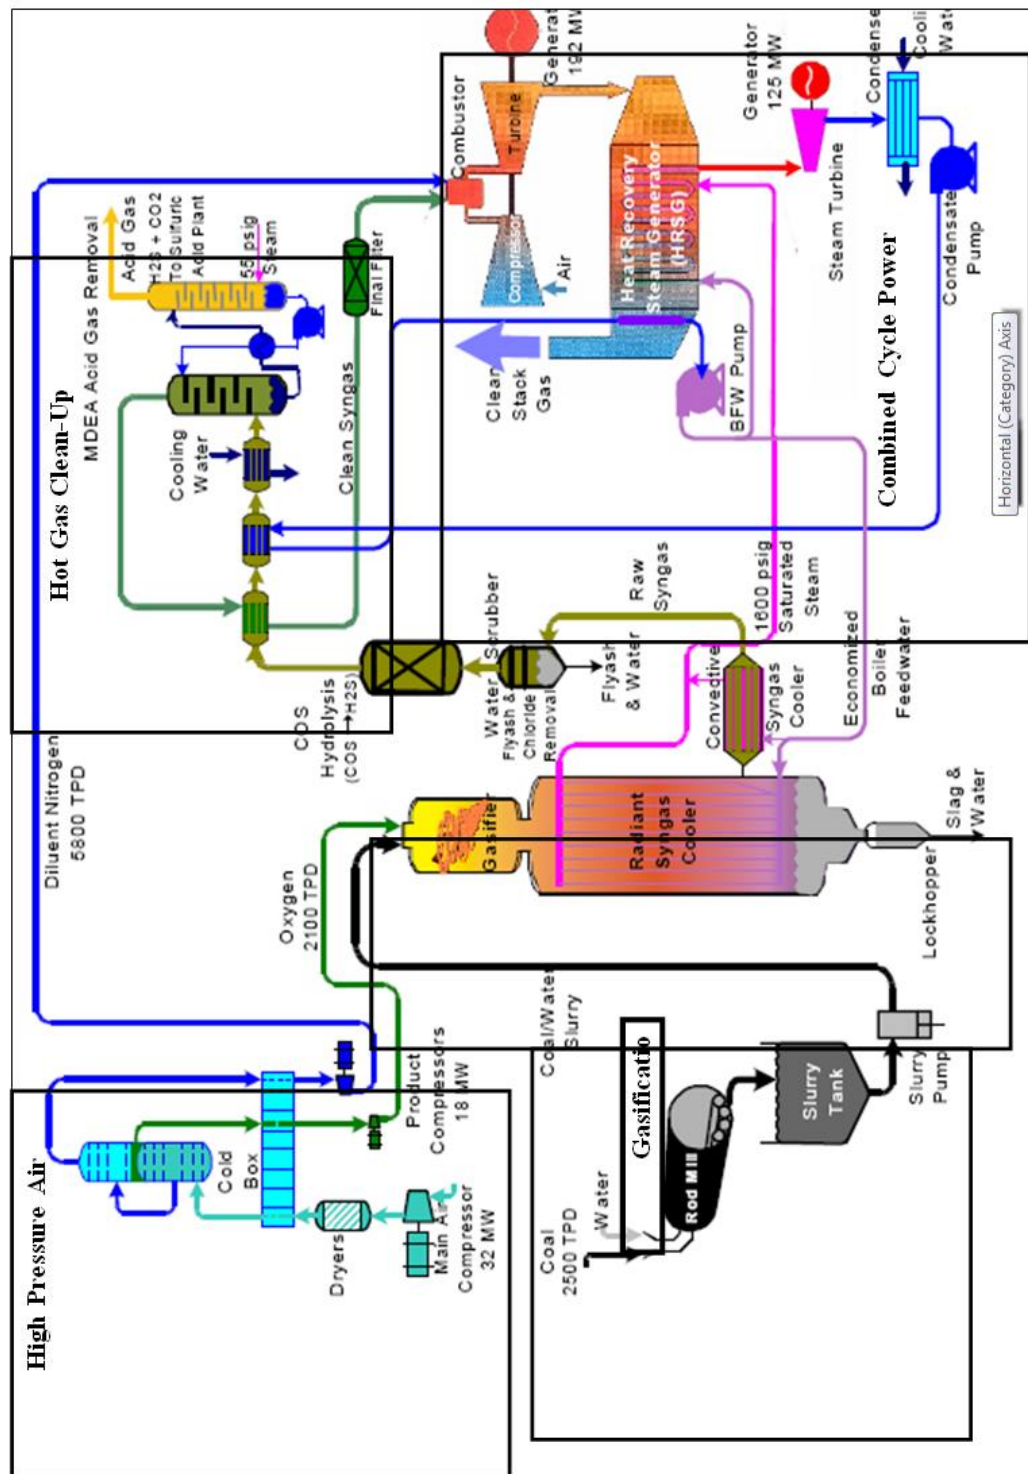 Generat
192 MW
Combustor
Turbine
Compressor
Air
Heat Recovery
Steam Generator
(HRSG)
Generator
125 MW
Steam Turbine
Condense
Cooli
Wat
Condensate
Pump
Combined Cycle Power
Horizontal (Category) Axis
BFW Pump
Clean
Stack
Gas
Acid Gas
H2S + CO2
To Sulfuric
Acid Plant
55 psig
Steam
MDEA Acid Gas Removal
Final Filter
Clean Syngas
Cooling
Water
Hot Gas Clean-Up
Raw
Syngas
1600 psig
Saturated
Steam
Economized
Boiler
Feedwater
Water Scrubber
Flyash &
Chloride
Removal
Flyash
& Water
COS
Hydrolysis
(COS→H2S)
Convective
Syngas
Cooler
Diluent Nitrogen
5800 TPD
Oxygen
2100 TPD
Gasifier
Radiant
Syngas
Cooler
Slag &
Water
Lockhopper
Coal/Water
Slurry
Slurry
Pump
Slurry
Tank
Gasificatio
Rod Mill
Water
Coal
2500 TPD
Product
Compressors
18 MW
Cold
Box
Dryers
Main Air
Compressor
32 MW
High Pressure Air